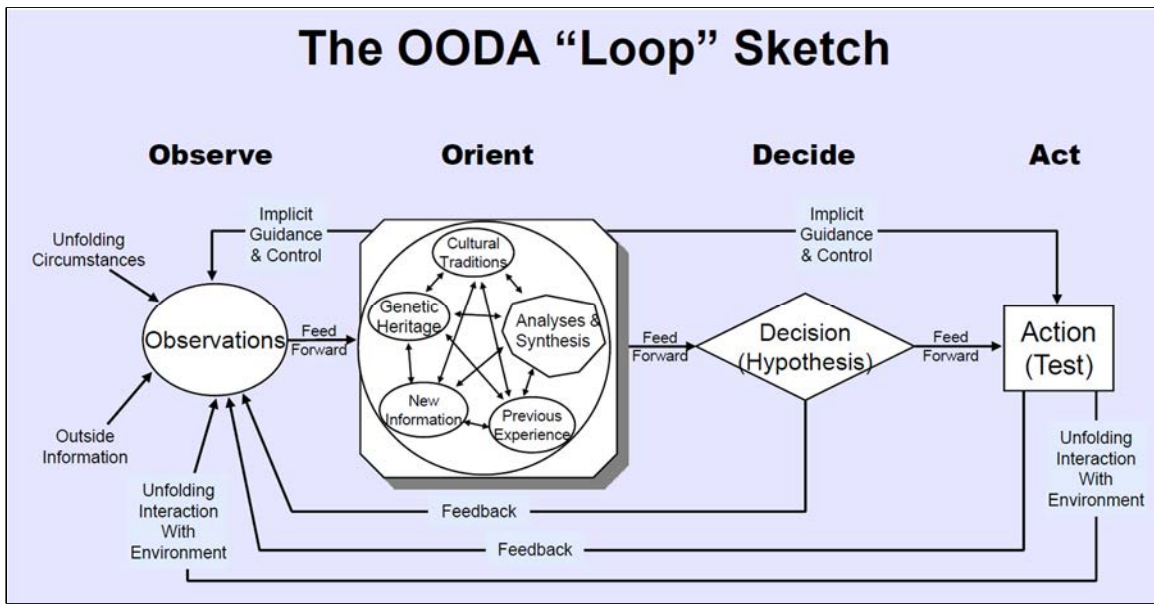 The OODA “Loop” Sketch
Observe
Orient
Decide
Act
Implicit
Guidance
& Control
Implicit
Guidance
& Control
Unfolding
Circumstances
Cultural
Traditions
Genetic
Heritage
Analyses &
Synthesis
New
Information
Previous
Experience
Observations
Feed
Forward
Feed
Forward
Decision
(Hypothesis)
Feed
Forward
Action
(Test)
Outside
Information
Unfolding
Interaction
With
Environment
Feedback
Feedback
Unfolding
Interaction
With
Environment